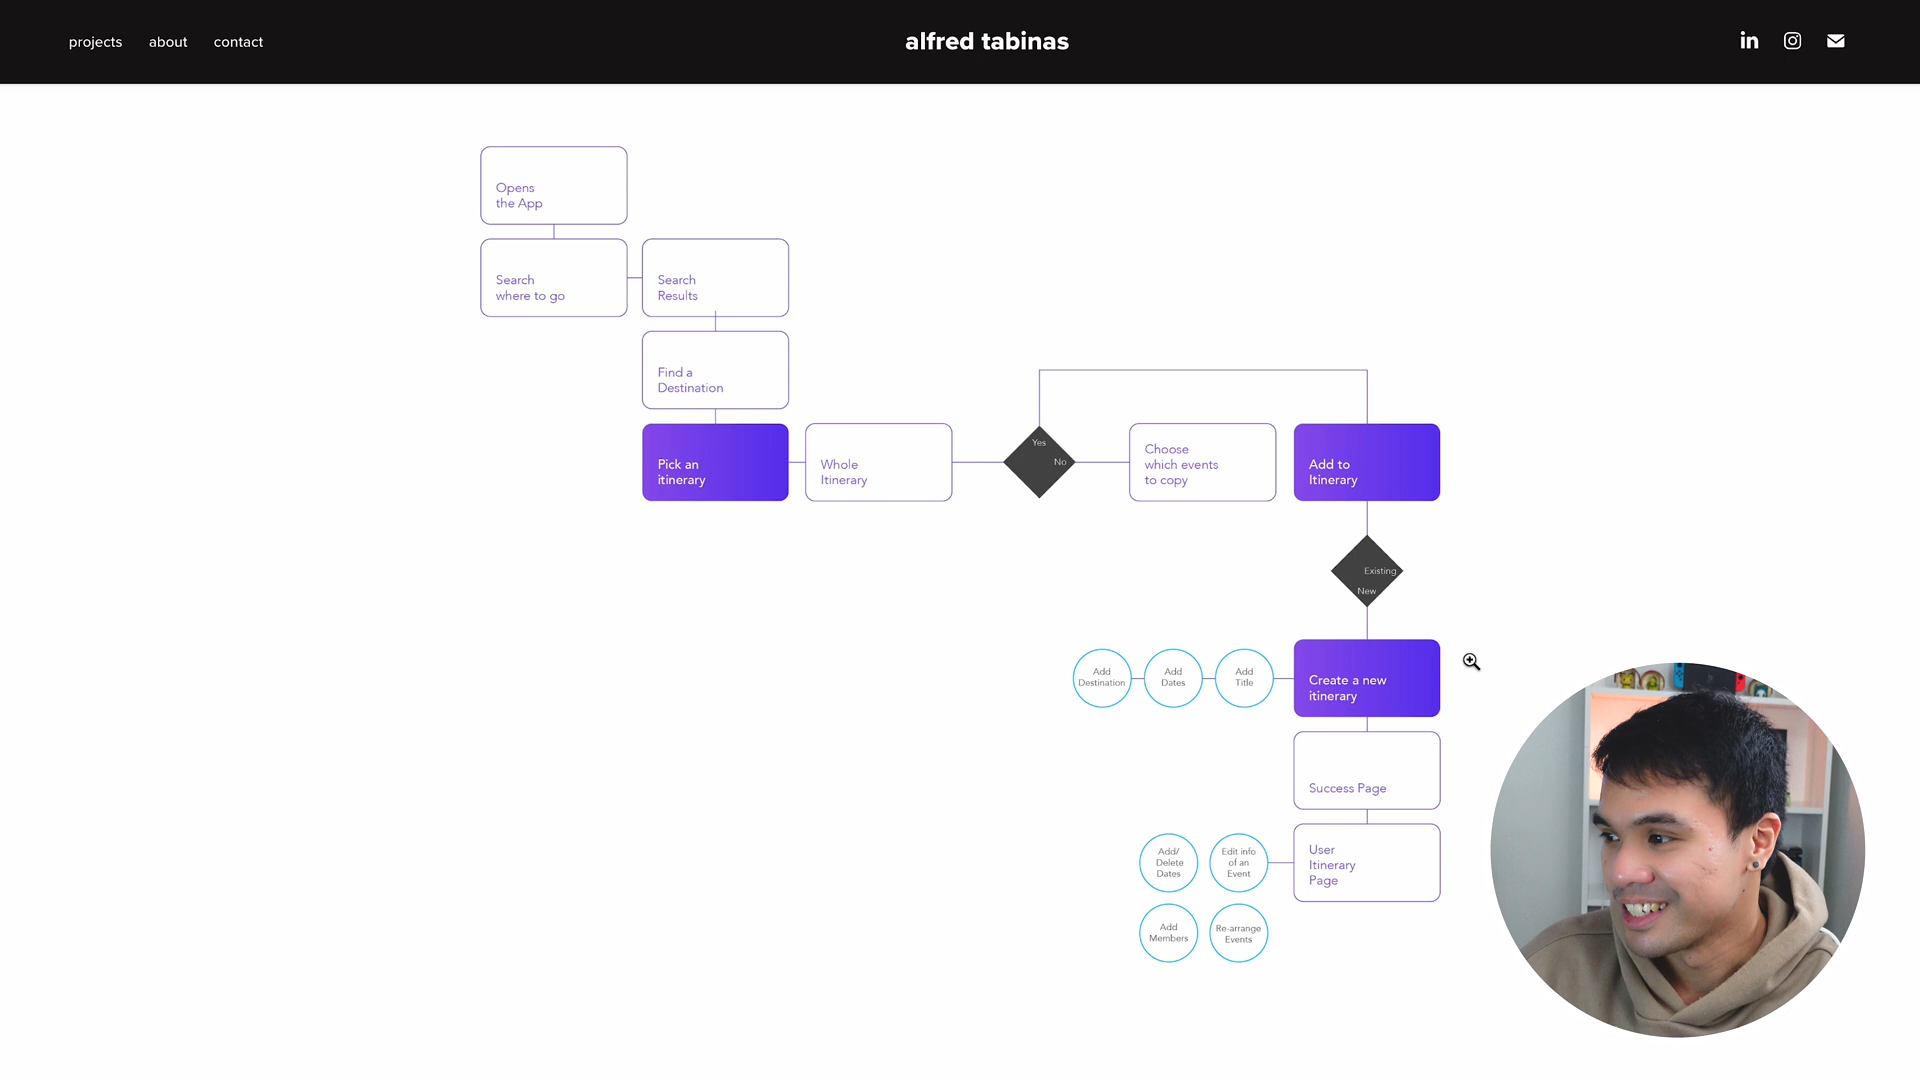 projects about contact
alfred tabinas
in
Opens
the App
Search
where to go
Search
Results
Find a
Destination
Pick an
itinerary
Whole
Itinerary
Yes
No
Choose
which events
to copy
Add to
Itinerary
Existing
New
Add
Destination
Add
Dates
Add
Title
Create a new
itinerary
Success Page
Add/
Delete
Dates
Edit info
of an
Event
User
Itinerary
Page
Add
Members
Re-arrange
Events